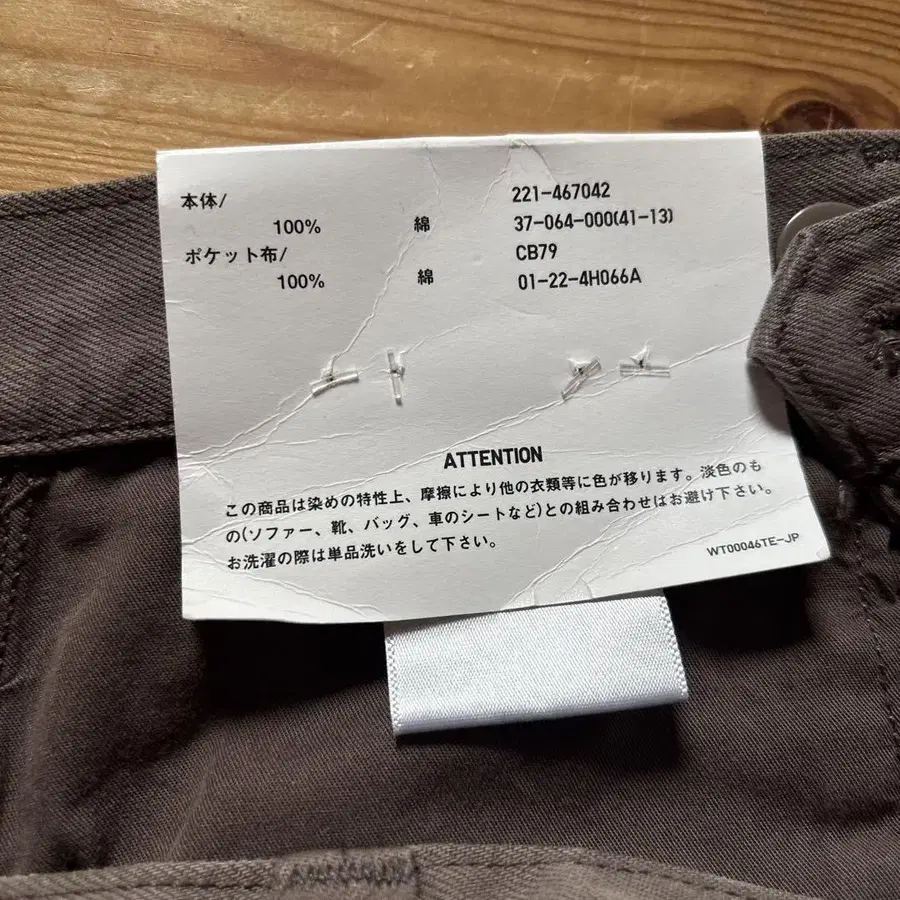 本体/
100% 綿
ポケット布/
100% 綿
221-467042
37-064-000(41-13)
CB79
01-22-4H066A
ATTENTION
この商品は染めの特性上、摩擦により他の衣類等に色が移ります。淡色のも
の(ソファー、靴、バッグ、車のシートなど)との組み合わせはお避け下さい。
お洗濯の際は単品洗いをして下さい。
WT00046TE-JP